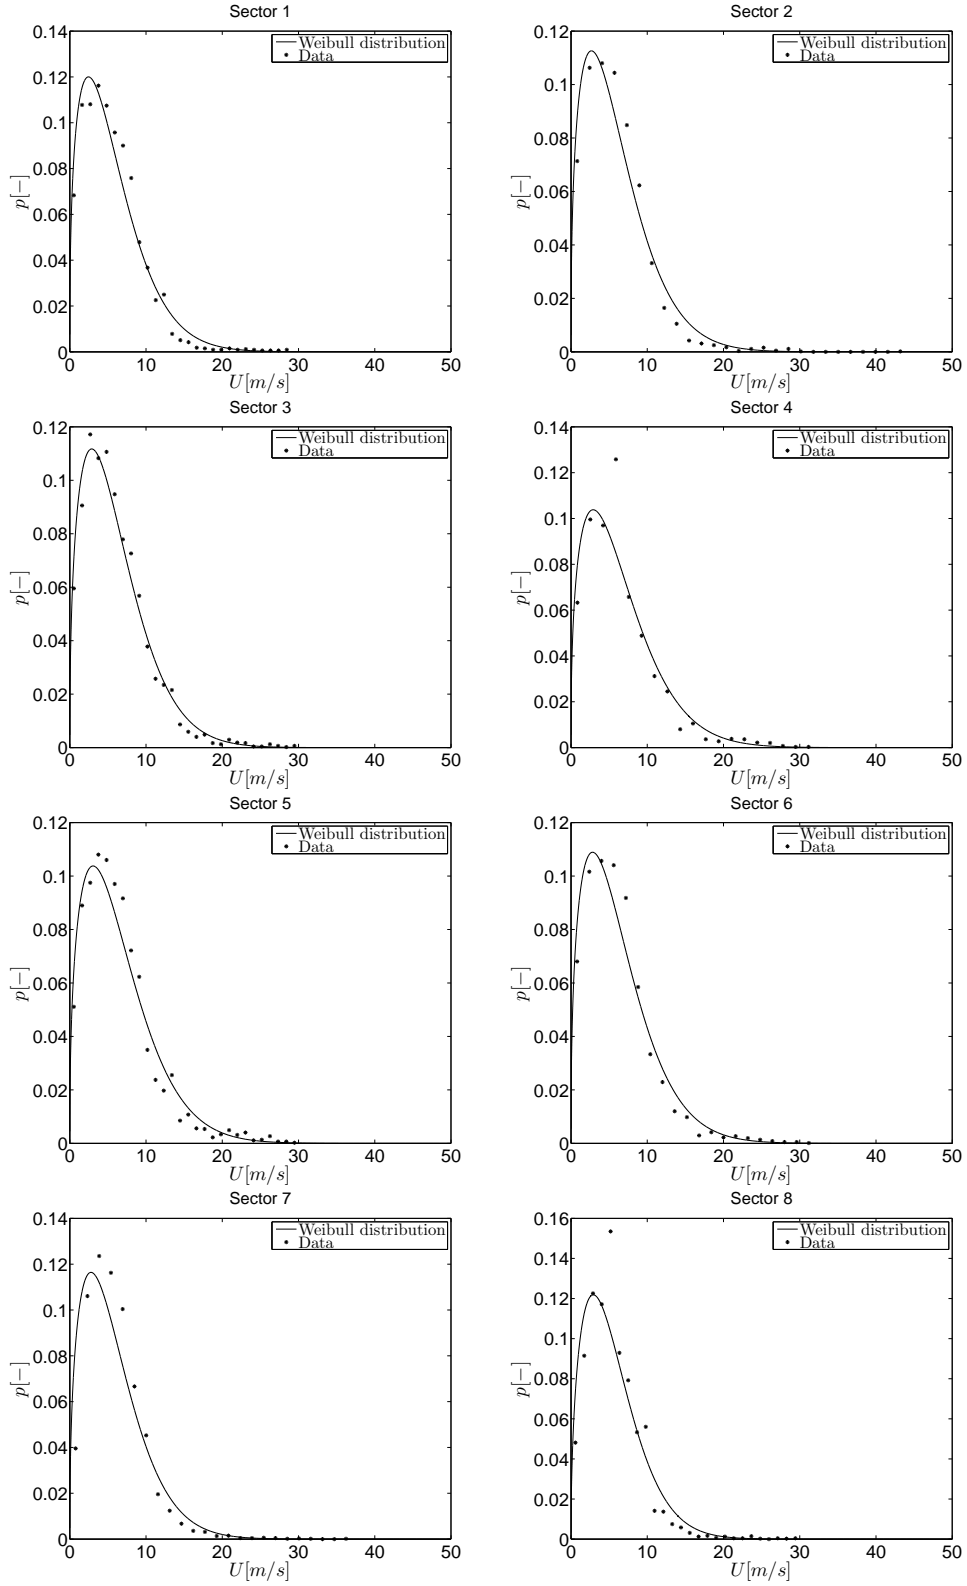 Sector 1
0.14
0.12
0.1
0.08
0.06
0.04
0.02
0
0 10 20 30 40 50
p[−]
U[m/s]
Weibull distribution
Data
Sector 2
0.12
0.1
0.08
0.06
0.04
0.02
0
0 10 20 30 40 50
p[−]
U[m/s]
Weibull distribution
Data
Sector 3
0.12
0.1
0.08
0.06
0.04
0.02
0
0 10 20 30 40 50
p[−]
U[m/s]
Weibull distribution
Data
Sector 4
0.14
0.12
0.1
0.08
0.06
0.04
0.02
0
0 10 20 30 40 50
p[−]
U[m/s]
Weibull distribution
Data
Sector 5
0.12
0.1
0.08
0.06
0.04
0.02
0
0 10 20 30 40 50
p[−]
U[m/s]
Weibull distribution
Data
Sector 6
0.12
0.1
0.08
0.06
0.04
0.02
0
0 10 20 30 40 50
p[−]
U[m/s]
Weibull distribution
Data
Sector 7
0.14
0.12
0.1
0.08
0.06
0.04
0.02
0
0 10 20 30 40 50
p[−]
U[m/s]
Weibull distribution
Data
Sector 8
0.16
0.14
0.12
0.1
0.08
0.06
0.04
0.02
0
0 10 20 30 40 50
p[−]
U[m/s]
Weibull distribution
Data